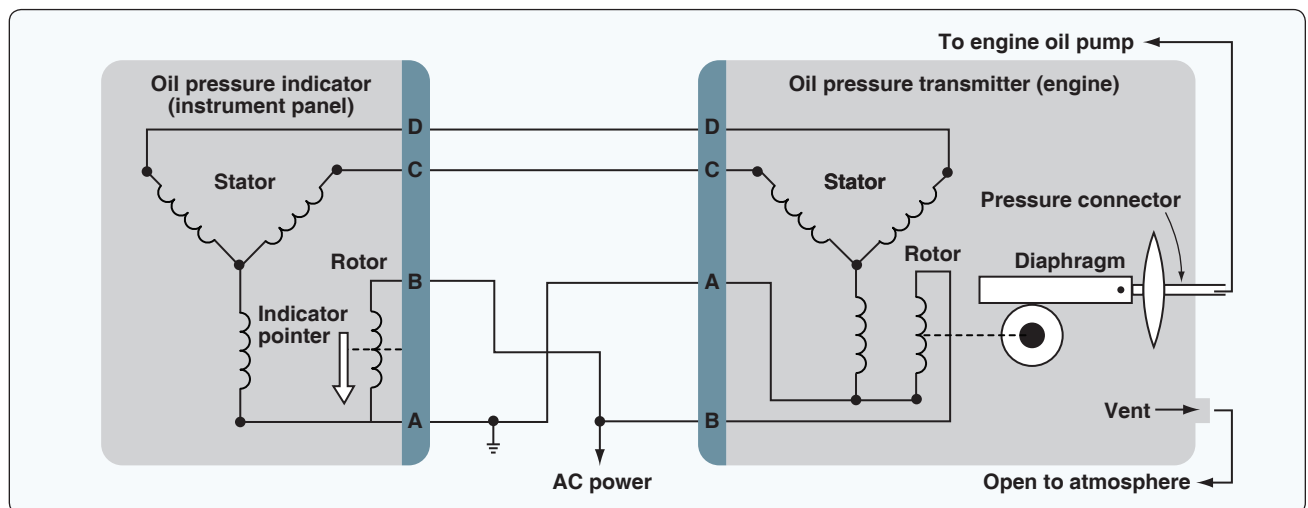 To engine oil pump
Oil pressure indicator
(instrument panel)
Oil pressure transmitter (engine)
D
D
C
C
Stator
Stator
Pressure connector
Rotor
Rotor
Diaphragm
B
A
Indicator
pointer
A
B
Vent
AC power
Open to atmosphere